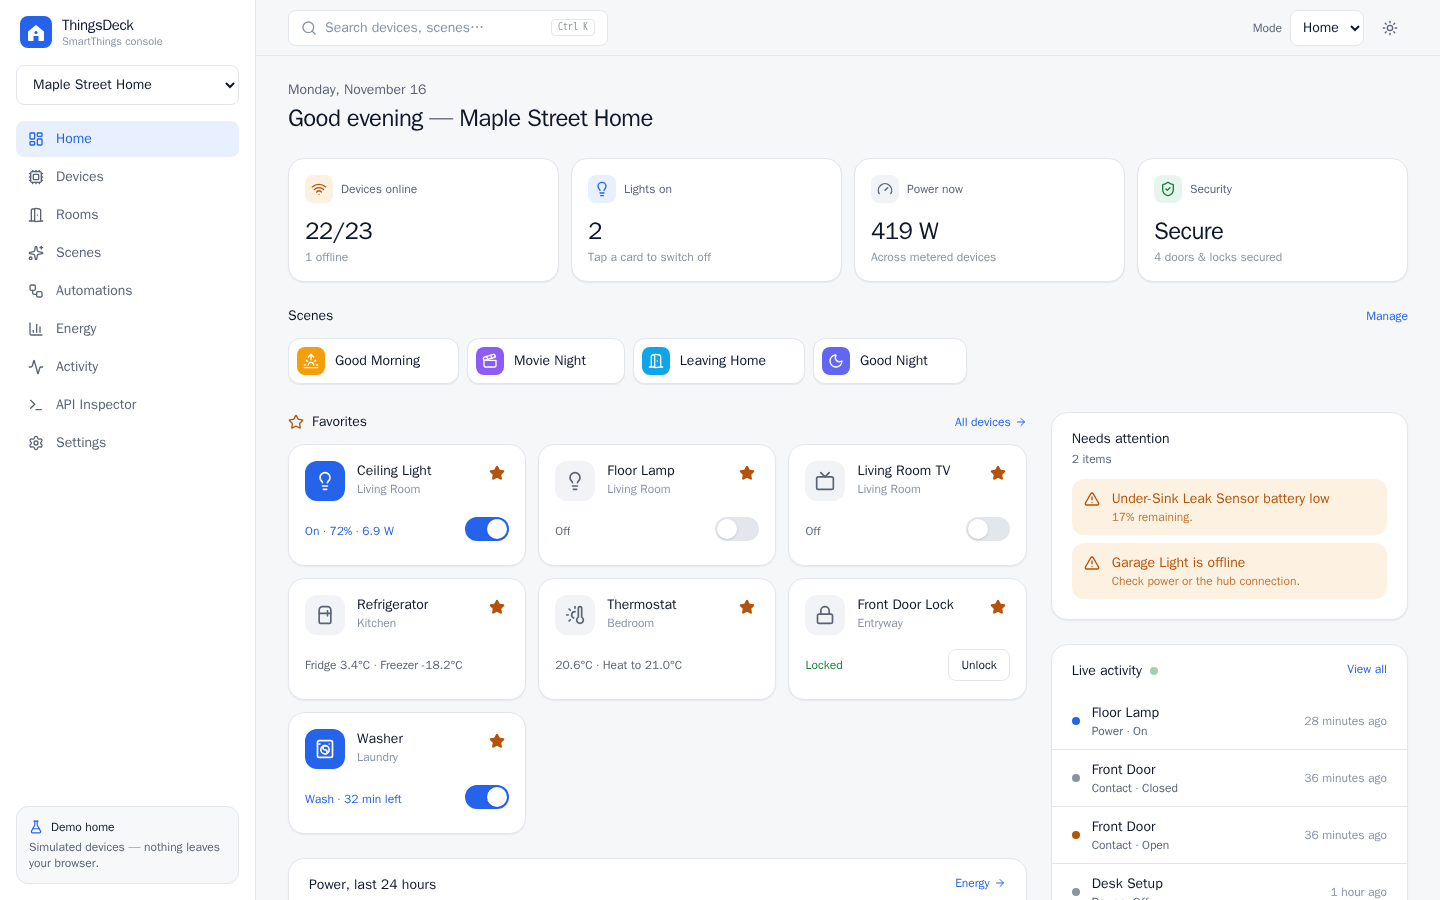 ThingsDeck
SmartThings console
Maple Street Home
Home
Devices
Rooms
Scenes
Automations
Energy
Activity
API Inspector
Settings
Demo home
Simulated devices — nothing leaves
your browser.
Search devices, scenes···
Ctrl K
Mode
Home
Monday, November 16
Good evening — Maple Street Home
Devices online
22/23
1 offline
Lights on
2
Tap a card to switch off
Power now
419 W
Across metered devices
Security
Secure
4 doors & locks secured
Scenes
Manage
Good Morning
Movie Night
Leaving Home
Good Night
Favorites
All devices →
Ceiling Light
Living Room
On · 72% · 6.9 W
Floor Lamp
Living Room
Off
Living Room TV
Living Room
Off
Refrigerator
Kitchen
Fridge 3.4°C · Freezer -18.2°C
Thermostat
Bedroom
20.6°C · Heat to 21.0°C
Front Door Lock
Entryway
Locked
Unlock
Washer
Laundry
Wash · 32 min left
Power, last 24 hours
Energy →
Needs attention
2 items
Under-Sink Leak Sensor battery low
17% remaining.
Garage Light is offline
Check power or the hub connection.
Live activity
View all
Floor Lamp
Power · On
28 minutes ago
Front Door
Contact · Closed
36 minutes ago
Front Door
Contact · Open
36 minutes ago
Desk Setup
1 hour ago